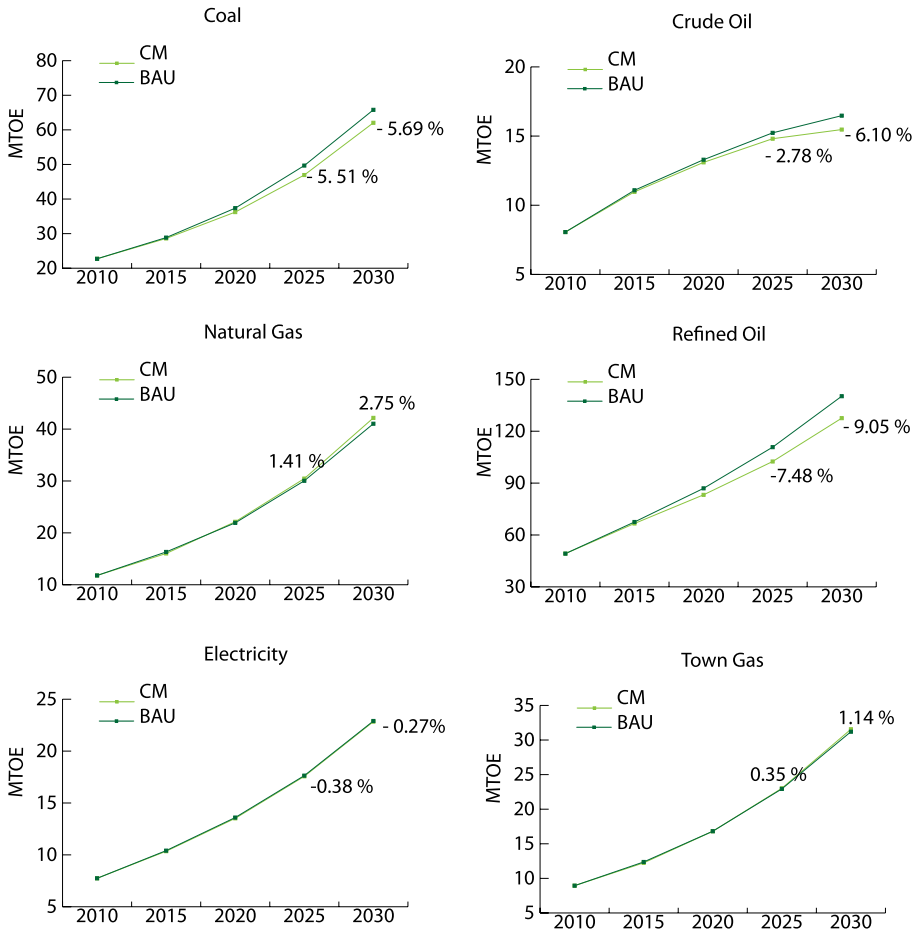 Coal
CM
BAU
MTOE
80
70
60
50
40
30
20
- 5.69 %
- 5. 51 %
2010 2015 2020 2025 2030
Crude Oil
CM
BAU
MTOE
20
15
10
5
- 6.10 %
- 2.78 %
2010 2015 2020 2025 2030
Natural Gas
CM
BAU
MTOE
50
40
30
20
10
2.75 %
1.41 %
2010 2015 2020 2025 2030
Refined Oil
CM
BAU
MTOE
150
120
90
60
30
- 9.05 %
-7.48 %
2010 2015 2020 2025 2030
Electricity
CM
BAU
MTOE
25
20
15
10
5
- 0.27%
-0.38 %
2010 2015 2020 2025 2030
Town Gas
CM
BAU
MTOE
35
30
25
20
15
10
5
1.14 %
0.35 %
2010 2015 2020 2025 2030